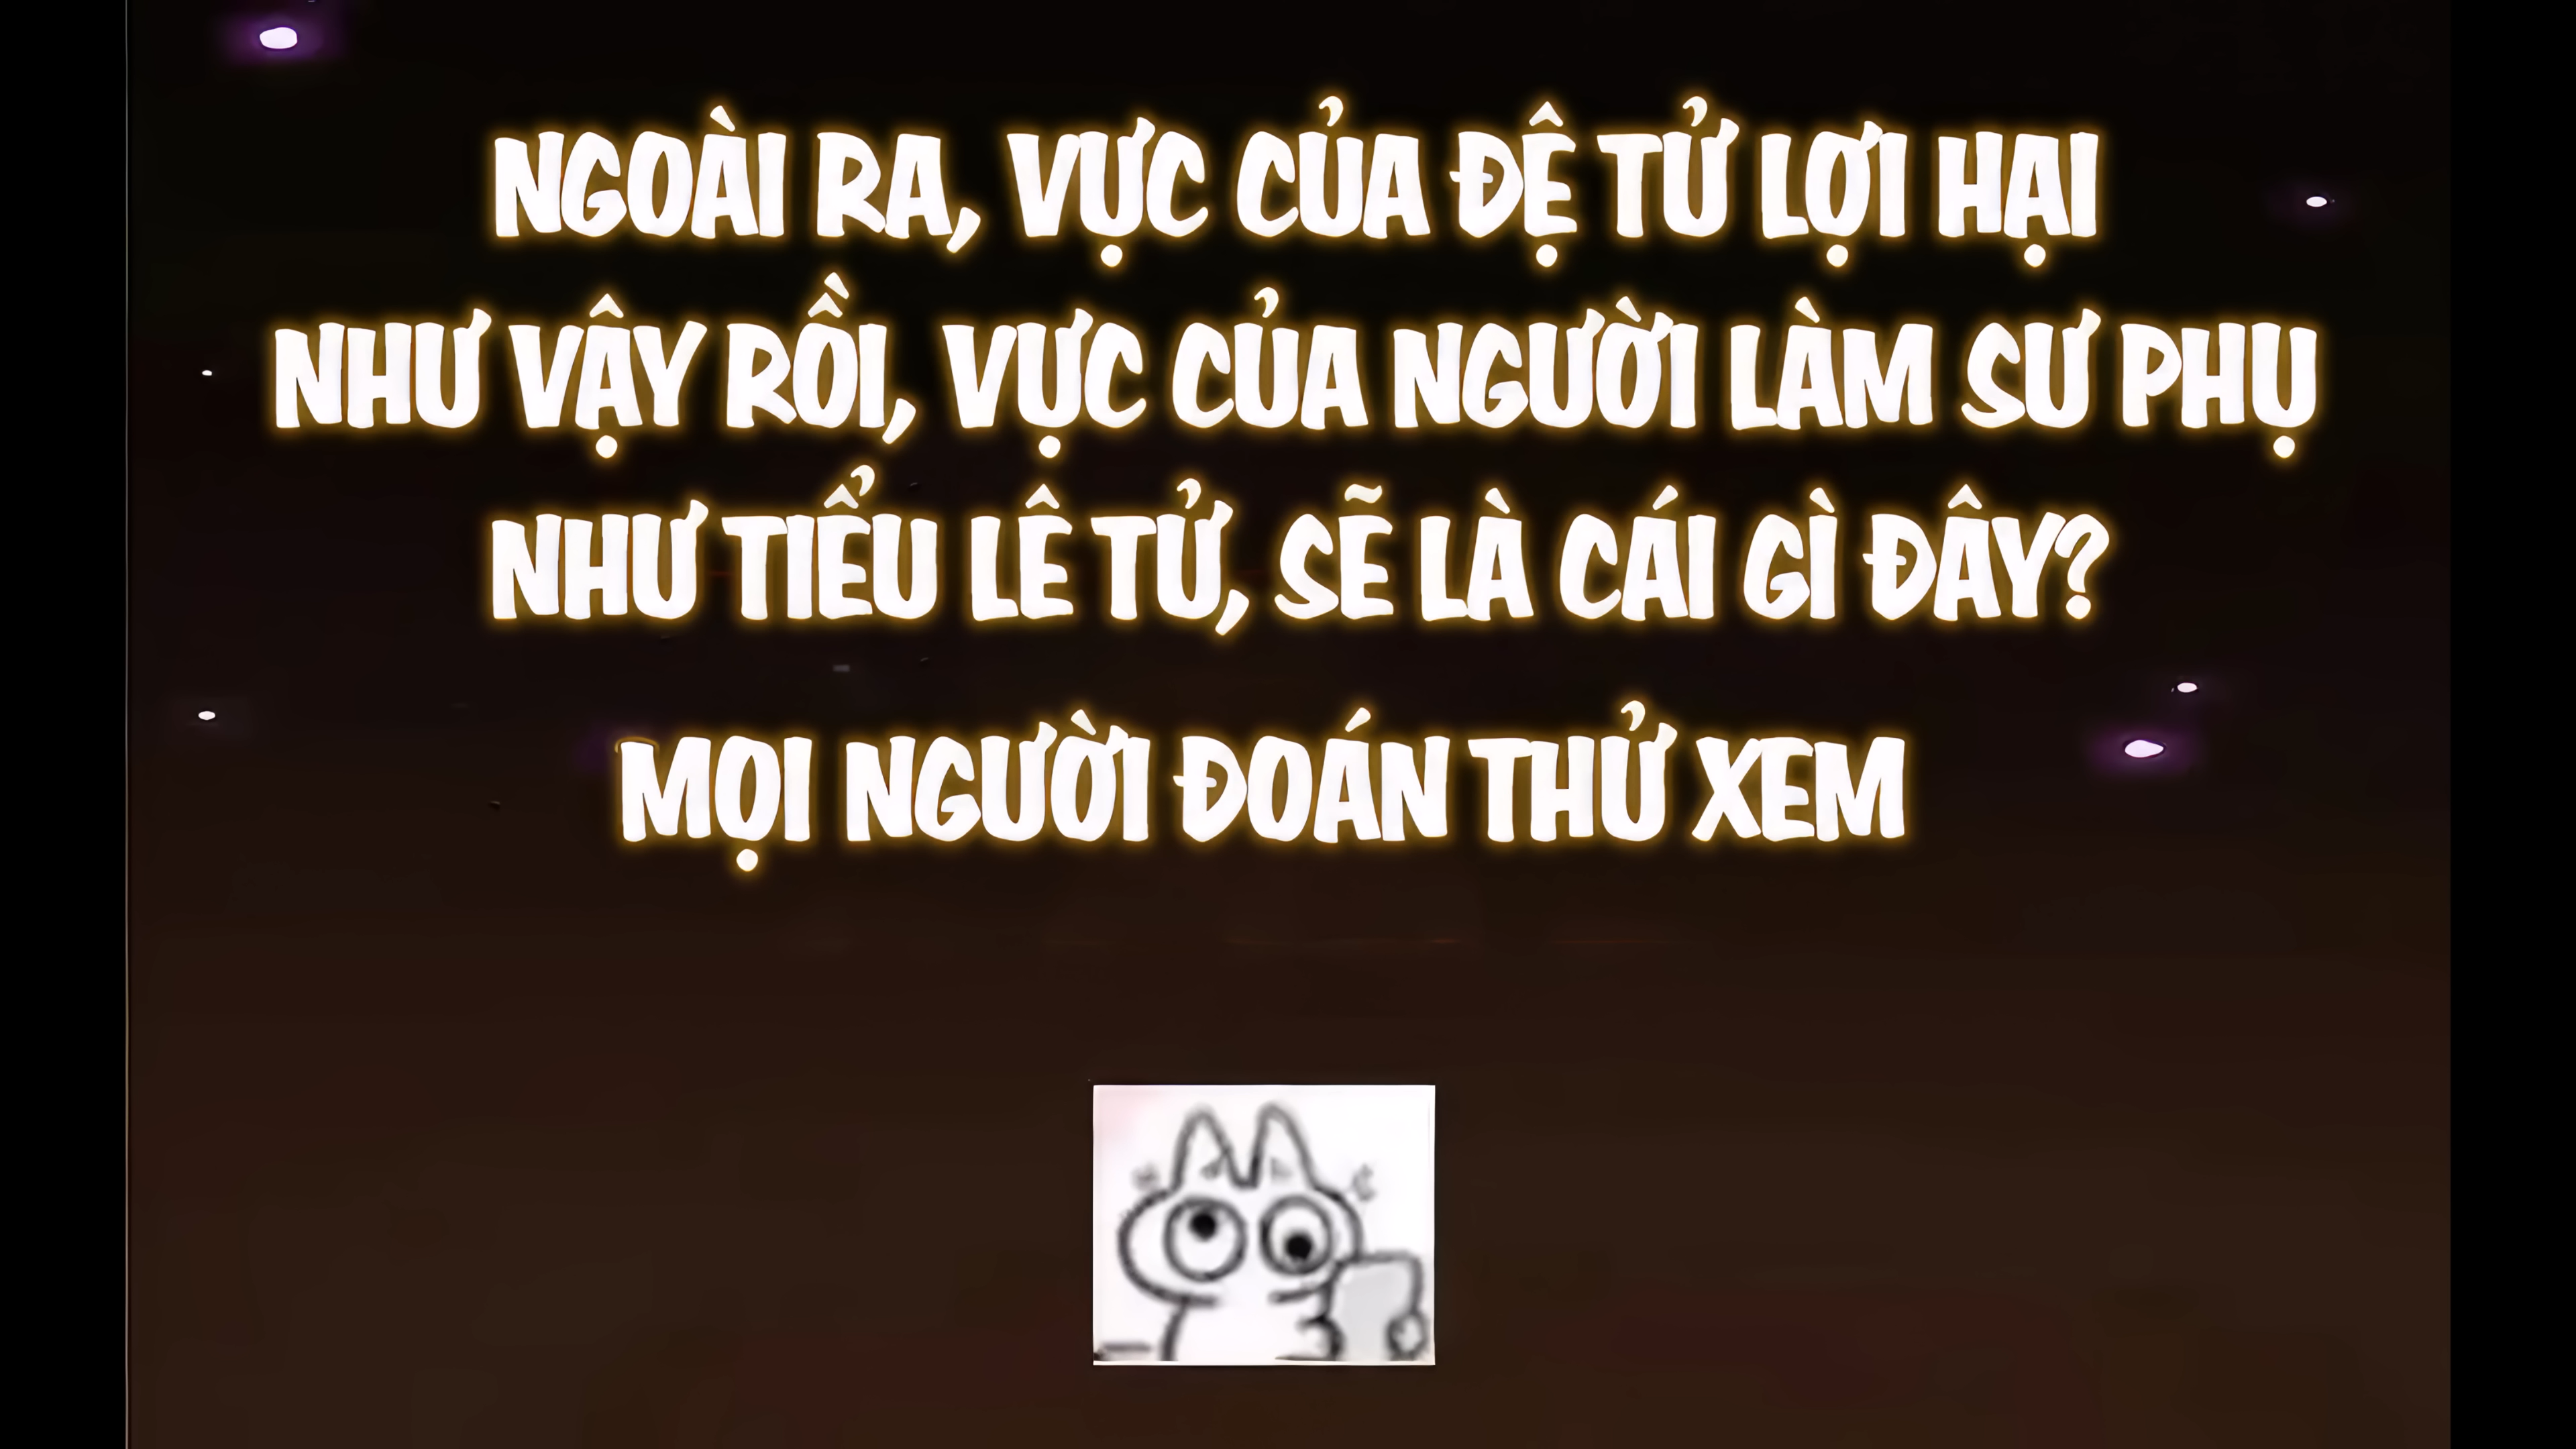 NGOÀI RA, VỰC CỦA ĐỆ TỬ LỢI HẠI
NHƯ VẬY RỒI, VỰC CỦA NGƯỜI LÀM SƯ PHỤ
NHƯ TIỂU LÊ TỬ, SẼ LÀ CÁI GÌ ĐÂY?
MỌI NGƯỜI ĐOÁN THỬ XEM